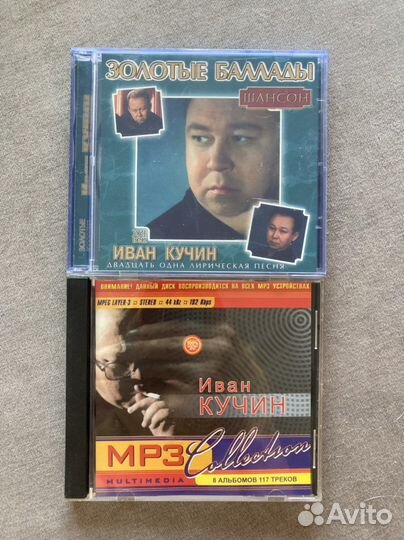 ЗОЛОТЫЕ БАЛЛАДЫ
ШАНСОН
ИВАН КУЧИН
ДВАДЦАТЬ ОДНА ЛИРИЧЕСКАЯ ПЕСНЯ
ЗОЛОТЫЕ
ВНИМАНИЕ! ДАННЫЙ ДИСК ВОСПРОИЗВОДИТСЯ НА ВСЕХ MP3 УСТРОЙСТВАХ
MPEG LAYER-3 :: STEREO :: 44 kHz :: 192 Kbps
Иван
КУЧИН
MP3 Collection
MULTIMEDIA
8 АЛЬБОМОВ 117 ТРЕКОВ
Avito